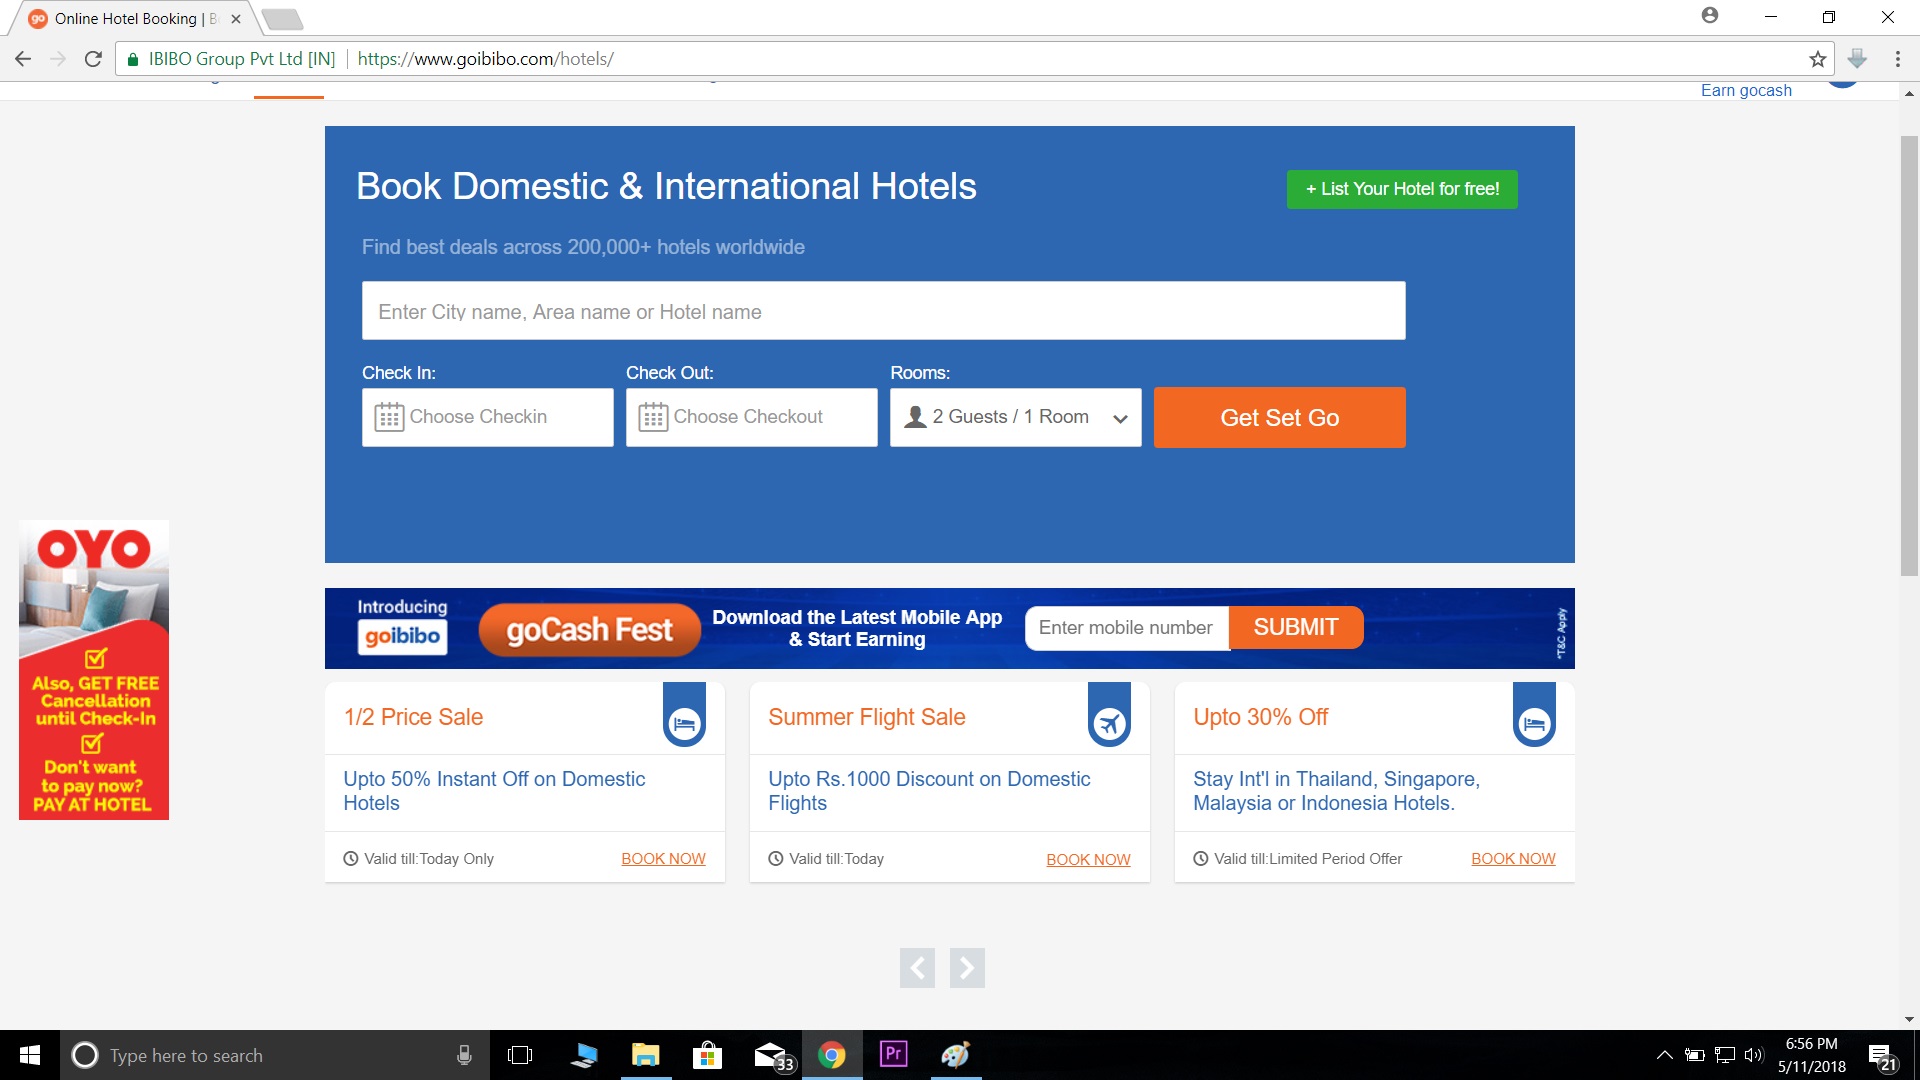 go Online Hotel Booking | B
IBIBO Group Pvt Ltd [IN] https://www.goibibo.com/hotels/
Earn gocash
Book Domestic & International Hotels
+ List Your Hotel for free!
Find best deals across 200,000+ hotels worldwide
Enter City name, Area name or Hotel name
Check In:
Check Out:
Rooms:
Choose Checkin
Choose Checkout
2 Guests / 1 Room
Get Set Go
OYO
Also, GET FREE
Cancellation
until Check-In
Don't want
to pay now?
PAY AT HOTEL
Introducing
goibibo
goCash Fest
Download the Latest Mobile App
& Start Earning
Enter mobile number
SUBMIT
*T&C Apply
1/2 Price Sale
Upto 50% Instant Off on Domestic
Hotels
Valid till:Today Only
BOOK NOW
Summer Flight Sale
Upto Rs.1000 Discount on Domestic
Flights
Valid till:Today
BOOK NOW
Upto 30% Off
Stay Int'l in Thailand, Singapore,
Malaysia or Indonesia Hotels.
Valid till:Limited Period Offer
BOOK NOW
Type here to search
33
Pr
6:56 PM
5/11/2018
21